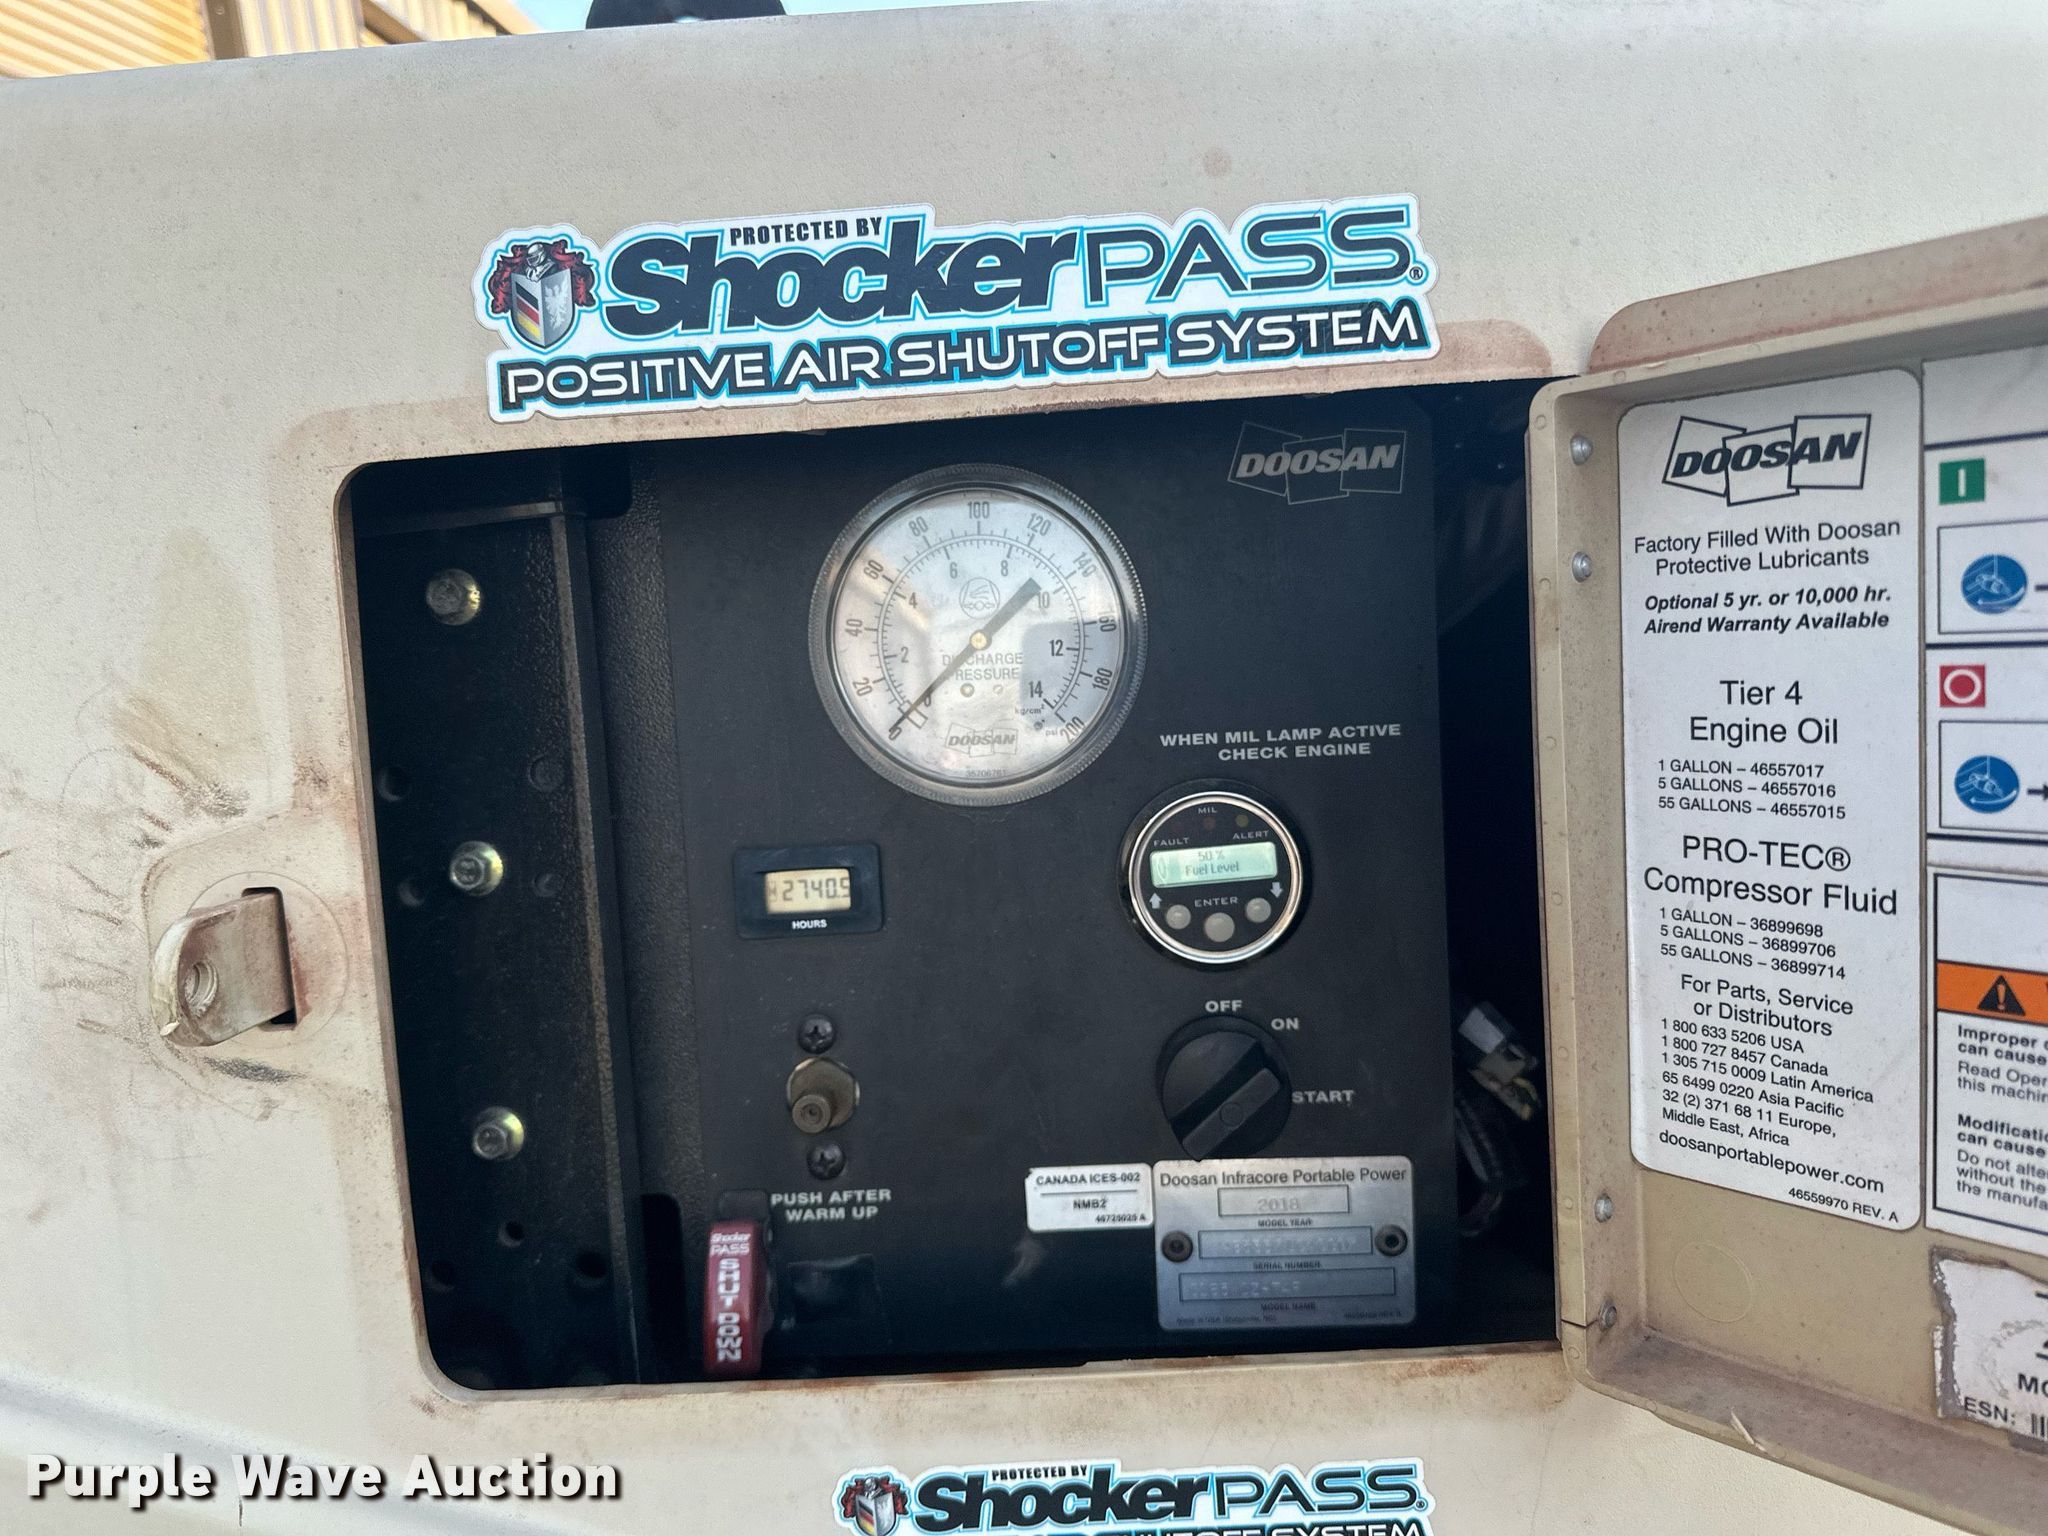 PROTECTED BY
ShockerPASS®
POSITIVE AIR SHUTOFF SYSTEM
DOOSAN
0 20 40 60 80 100 120 140 160 180 200
0 2 4 6 8 10 12 14
kg/cm²
psi
DISCHARGE
PRESSURE
DOOSAN
35706761
WHEN MIL LAMP ACTIVE
CHECK ENGINE
MIL
FAULT
ALERT
50 %
Fuel Level
ENTER
2740.5
HOURS
OFF
ON
START
PUSH AFTER
WARM UP
Shocker
PASS
SHUT DOWN
CANADA ICES-002
NMB2
Doosan Infracore Portable Power
2018
MODEL YEAR
SERIAL NUMBER
MODEL NAME
DOOSAN
Factory Filled With Doosan
Protective Lubricants
Optional 5 yr. or 10,000 hr.
Airend Warranty Available
Tier 4
Engine Oil
1 GALLON – 46557017
5 GALLONS – 46557016
55 GALLONS – 46557015
PRO-TEC®
Compressor Fluid
1 GALLON – 36899698
5 GALLONS – 36899706
55 GALLONS – 36899714
For Parts, Service
or Distributors
1 800 633 5206 USA
1 800 727 8457 Canada
1 305 715 0009 Latin America
65 6499 0220 Asia Pacific
32 (2) 371 68 11 Europe,
Middle East, Africa
doosanportablepower.com
46559970 REV. A
Improper
can cause
Read Oper
this machin
Modificati
can cause
Do not alte
without the
the manufa
ESN:
Purple Wave Auction
PROTECTED BY
ShockerPASS®
SHUTOFF SYSTEM